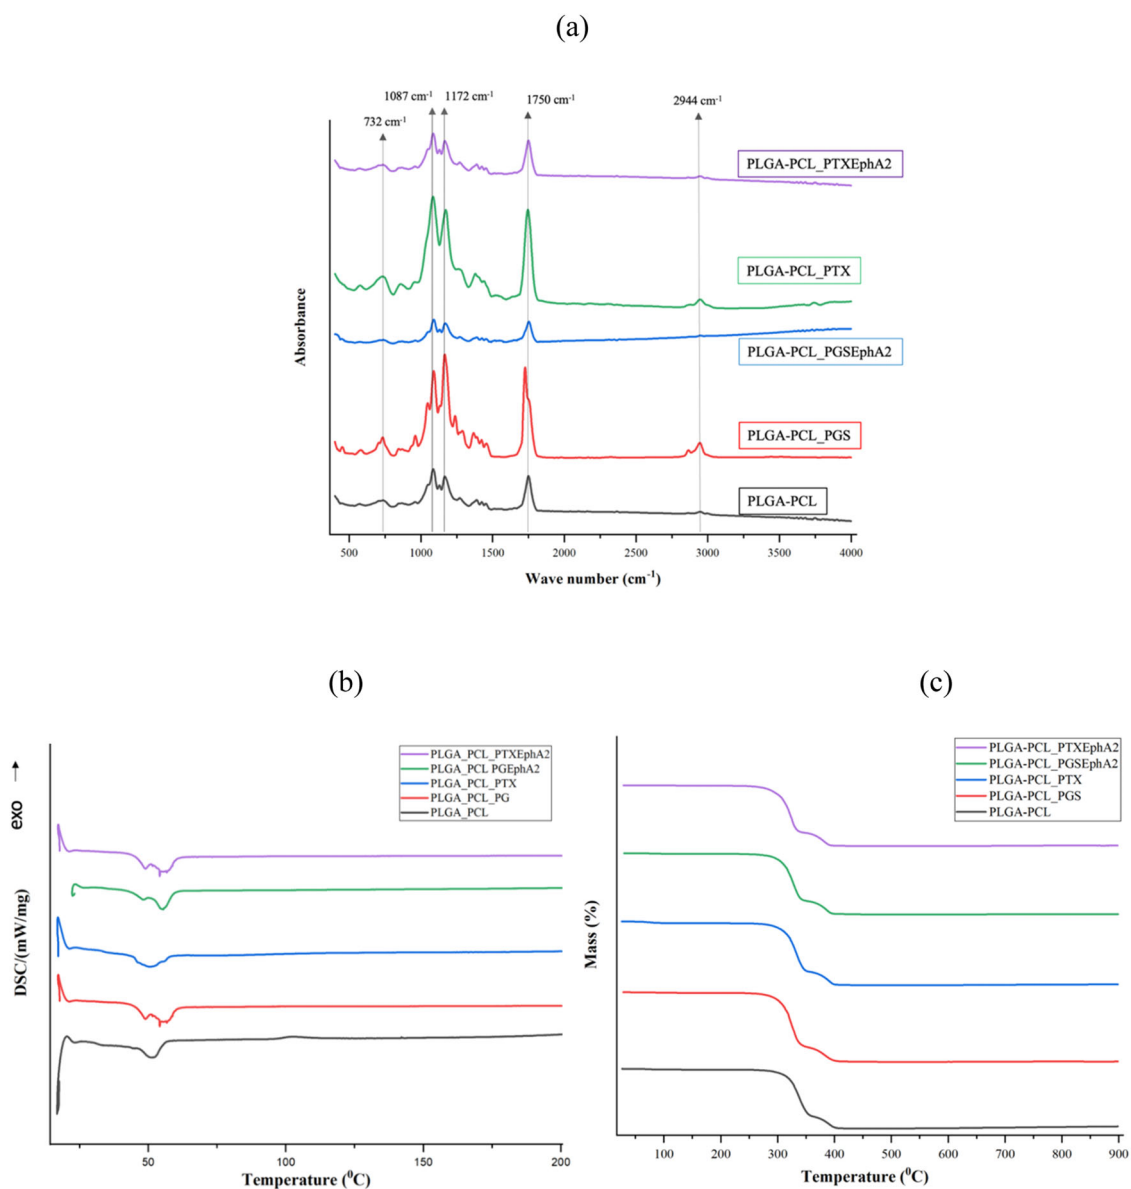 (a)
1087 cm⁻¹ 1172 cm⁻¹ 1750 cm⁻¹ 2944 cm⁻¹
732 cm⁻¹
PLGA-PCL_PTXEphA2
PLGA-PCL_PTX
PLGA-PCL_PGSEphA2
PLGA-PCL_PGS
PLGA-PCL
Absorbance
500 1000 1500 2000 2500 3000 3500 4000
Wave number (cm⁻¹)
(b)
PLGA_PCL_PTXEphA2
PLGA_PCL PGEphA2
PLGA_PCL_PTX
PLGA_PCL_PG
PLGA_PCL
exo →
DSC/(mW/mg)
50 100 150 200
Temperature (⁰C)
(c)
PLGA-PCL_PTXEphA2
PLGA-PCL_PGSEphA2
PLGA-PCL_PTX
PLGA-PCL_PGS
PLGA-PCL
Mass (%)
100 200 300 400 500 600 700 800 900
Temperature (⁰C)